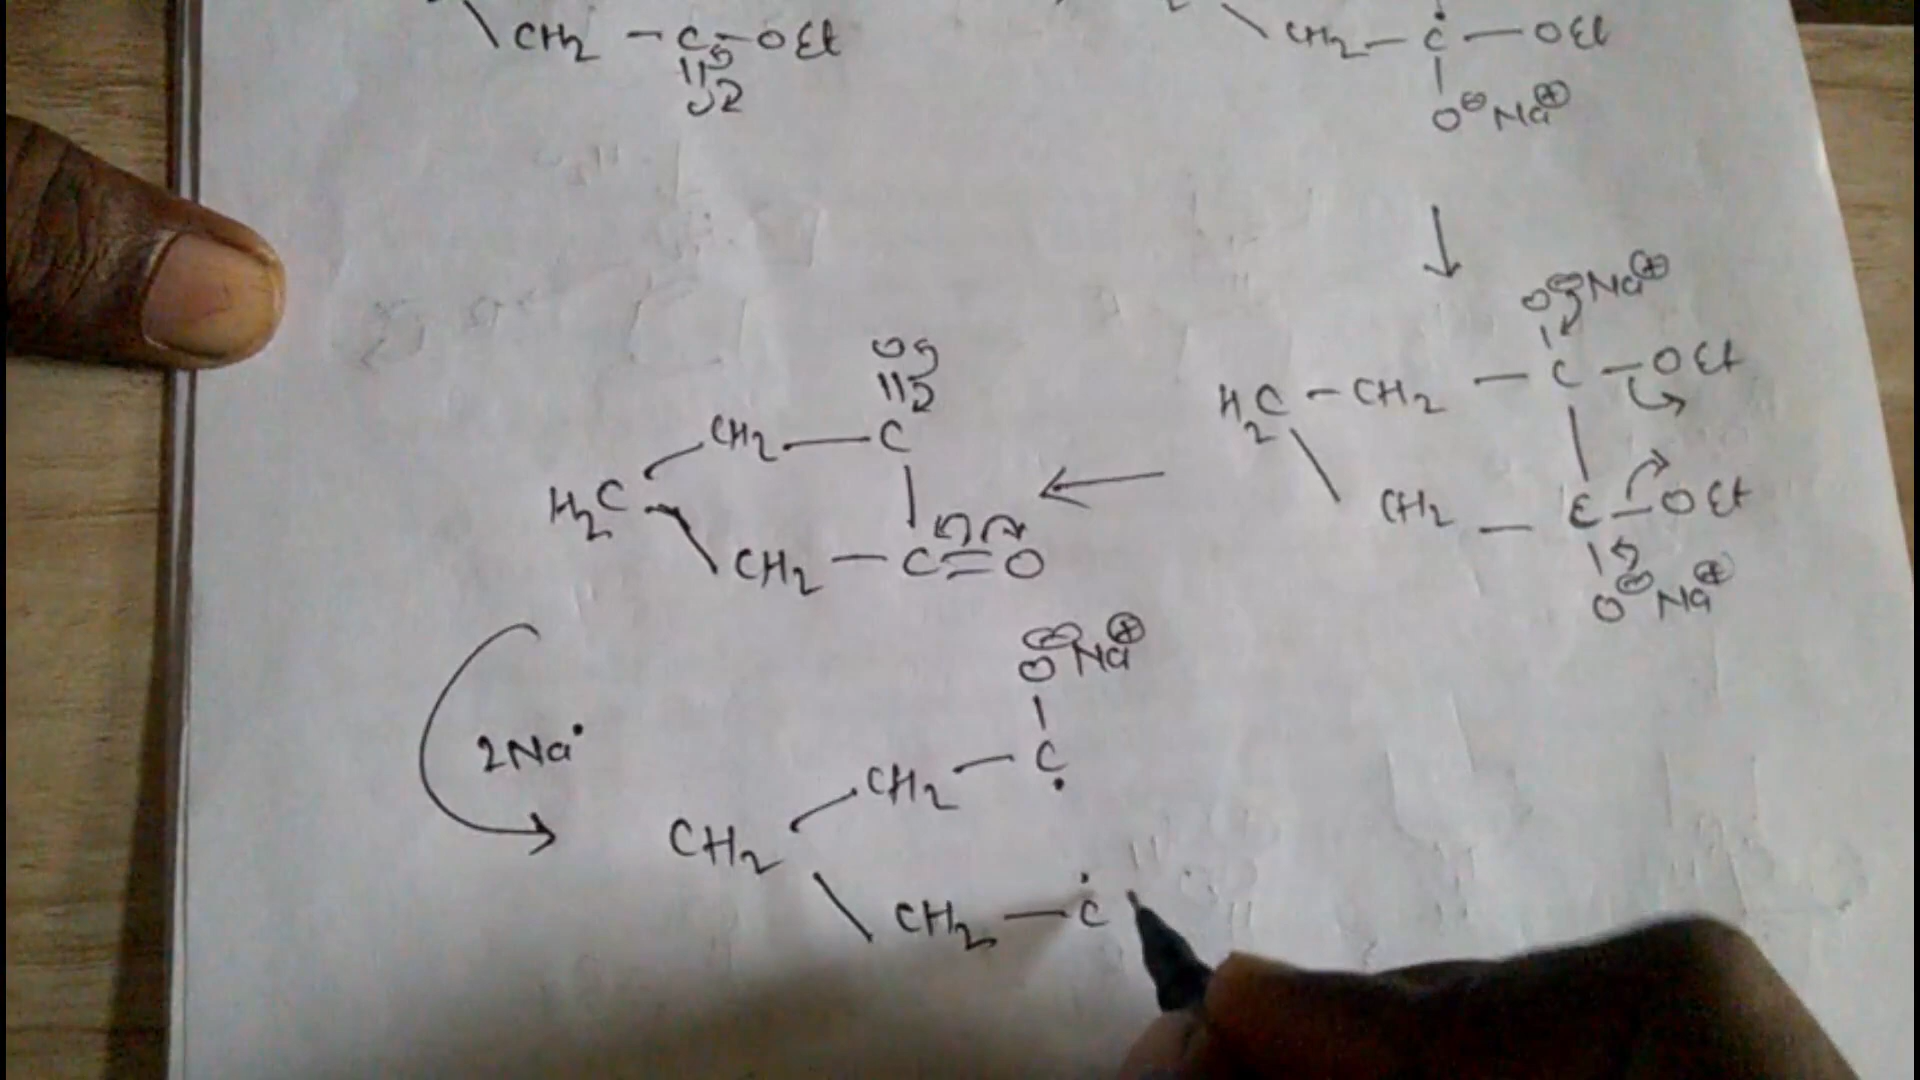 CH2 - C - OEt
O
CH2 - C - OEt
O⊖ Na⊕
O⊖ Na⊕
H2C - CH2 - C - OEt
CH2 - C - OEt
O⊖ Na⊕
O
CH2 - C
H2C
CH2 - C = O
2Na•
O⊖ Na⊕
CH2 - C
CH2
CH2 - C